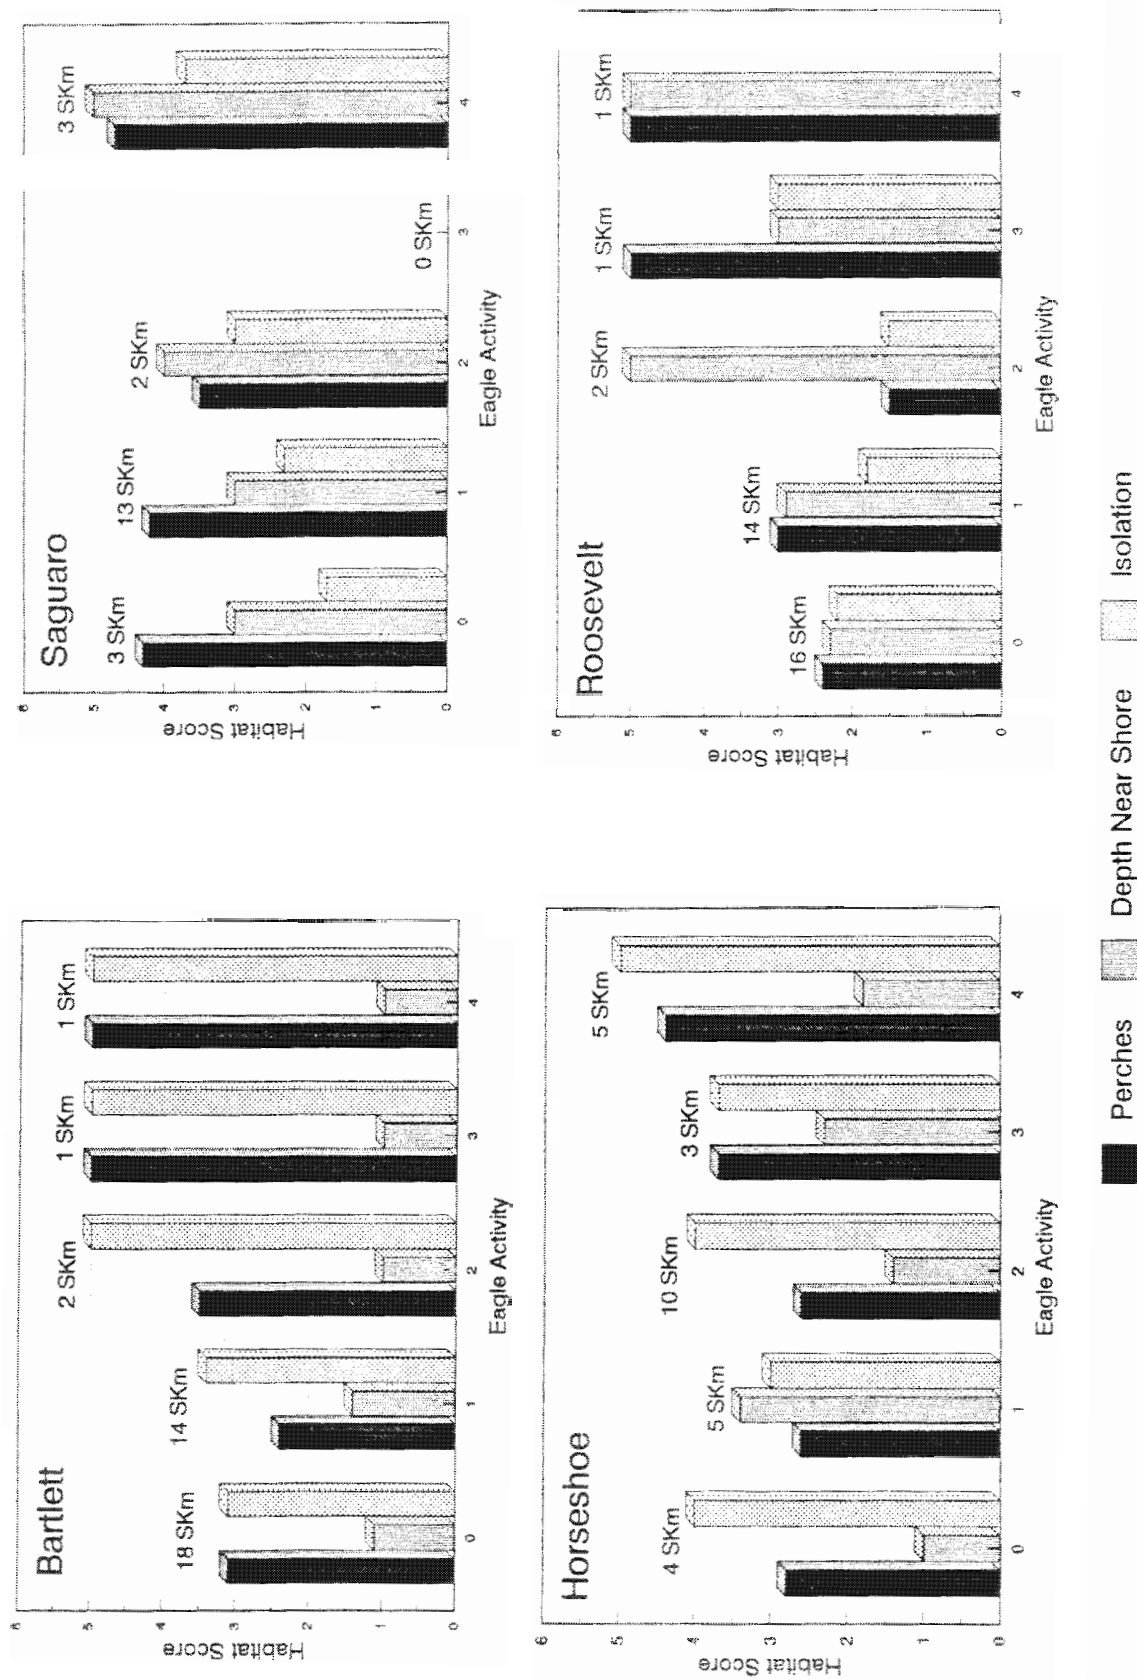 Bartlett
Habitat Score
6
5
4
3
2
1
0
18 SKm
14 SKm
2 SKm
1 SKm
1 SKm
0
1
2
3
4
Eagle Activity
Saguaro
Habitat Score
6
5
4
3
2
1
0
3 SKm
13 SKm
2 SKm
0 SKm
3 SKm
0
1
2
3
4
Eagle Activity
Horseshoe
Habitat Score
6
5
4
3
2
1
0
4 SKm
5 SKm
10 SKm
3 SKm
5 SKm
0
1
2
3
4
Eagle Activity
Roosevelt
Habitat Score
6
5
4
3
2
1
0
16 SKm
14 SKm
2 SKm
1 SKm
1 SKm
0
1
2
3
4
Eagle Activity
Perches Depth Near Shore Isolation